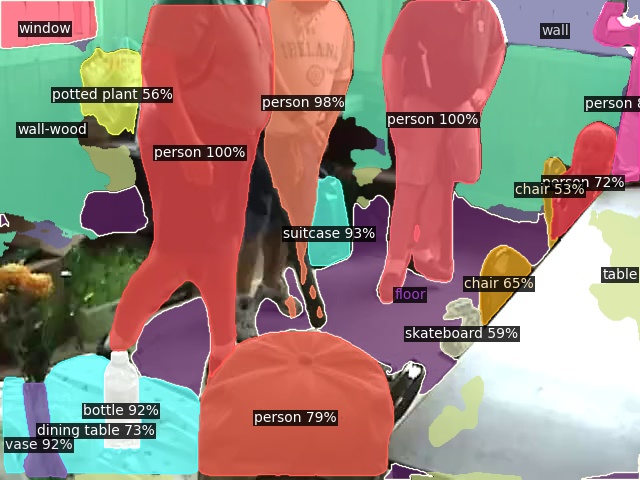 window
wall
potted plant 56%
person 98%
person 8
IRELAND
person 100%
wall-wood
person 100%
person 72%
chair 53%
suitcase 93%
table
chair 65%
floor
skateboard 59%
bottle 92%
person 79%
dining table 73%
vase 92%